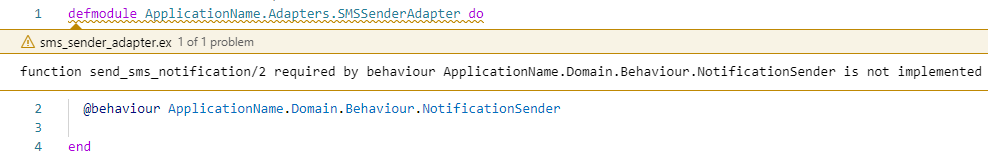 1 defmodule ApplicationName.Adapters.SMSSenderAdapter do
sms_sender_adapter.ex 1 of 1 problem
function send_sms_notification/2 required by behaviour ApplicationName.Domain.Behaviour.NotificationSender is not implemented
2 @behaviour ApplicationName.Domain.Behaviour.NotificationSender
3
4 end